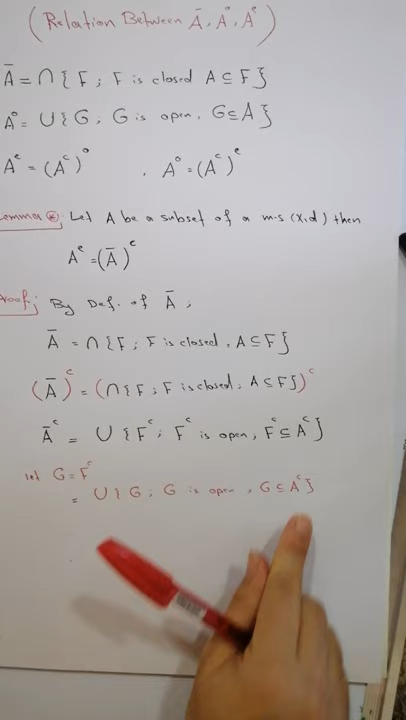 (Relation Between Ā, A°, Aᵉ)
Ā = ∩{F ; F is closed A ⊆ F}
A° = ∪{G ; G is open, G ⊆ A}
Aᵉ = (Aᶜ)° , A° = (Aᶜ)ᵉ
Lemma ⊛: Let A be a subset of a m.s (X,d) then
Aᵉ = (Ā)ᶜ
Proof; By Def. of Ā ;
Ā = ∩{F ; F is closed, A ⊆ F}
(Ā)ᶜ = (∩{F ; F is closed, A ⊆ F})ᶜ
Āᶜ = ∪{Fᶜ ; Fᶜ is open, Fᶜ ⊆ Aᶜ}
let G = Fᶜ
= ∪{G ; G is open, G ⊆ Aᶜ}